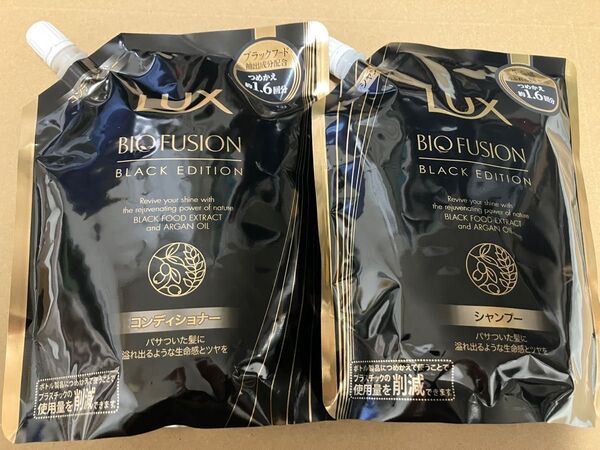 ブラックフード
抽出成分配合
つめかえ
約1.6回分
LUX
BIO FUSION
BLACK EDITION
Revive your shine with
the rejuvenating power of nature
BLACK FOOD EXTRACT
and ARGAN OIL
コンディショナー
パサついた髪に
溢れ出るような生命感とツヤを
ボトル製品につめかえて使うことで
プラスチックの
使用量を削減できます
つめかえ
約1.6回分
LUX
BIO FUSION
BLACK EDITION
Revive your shine with
the rejuvenating power of nature
BLACK FOOD EXTRACT
and ARGAN OIL
シャンプー
パサついた髪に
溢れ出るような生命感とツヤを
ボトル製品につめかえて使うことで
プラスチックの
使用量を削減できます